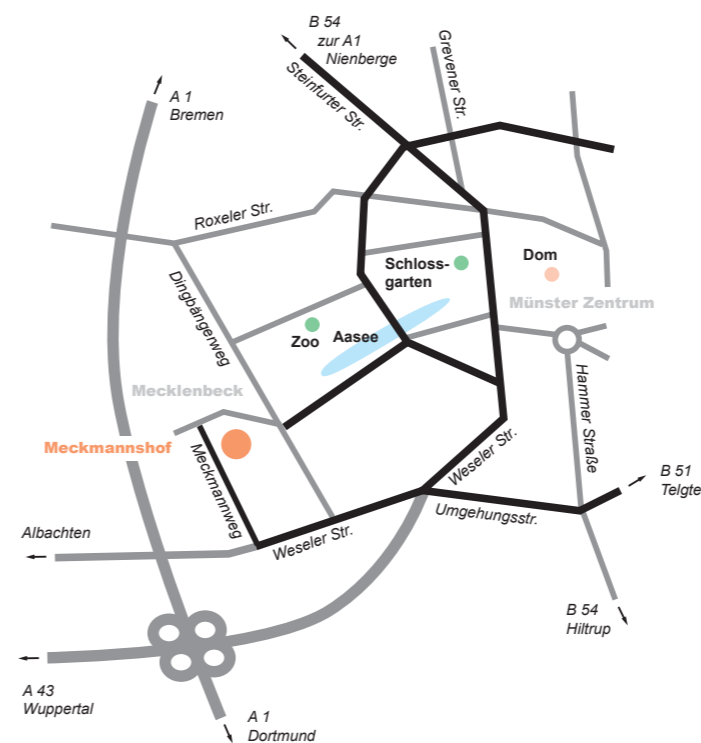 B 54
zur A1
Nienberge
Grevener Str.
Steinfurter Str.
A 1
Bremen
Roxeler Str.
Dingbängerweg
Schloss-
garten
Dom
Münster Zentrum
Zoo
Aasee
Mecklenbeck
Meckmannshof
Meckmannweg
Hammer Straße
Weseler Str.
B 51
Telgte
Umgehungsstr.
Weseler Str.
Albachten
B 54
Hiltrup
A 43
Wuppertal
A 1
Dortmund